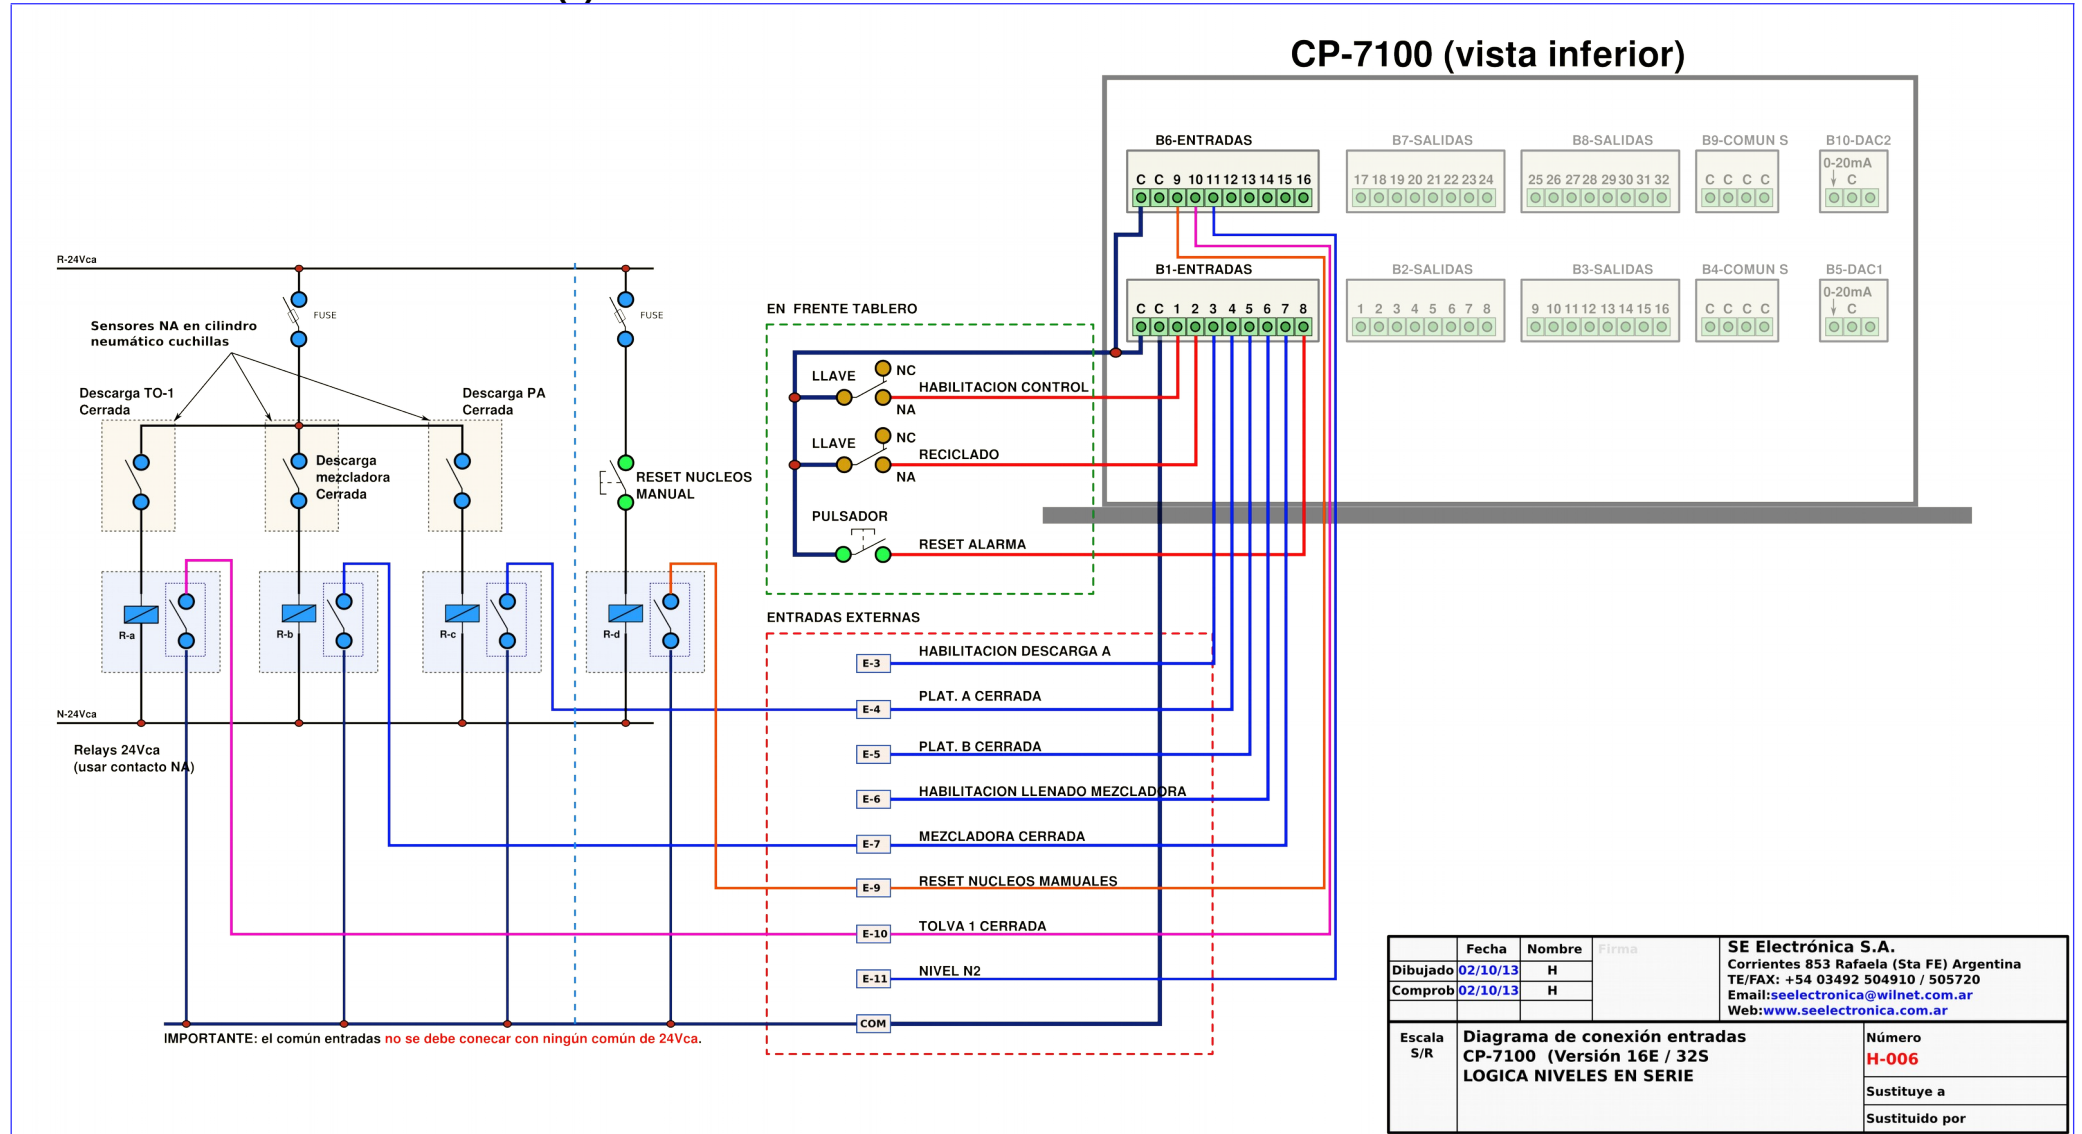 CP-7100 (vista inferior)
B6-ENTRADAS
C C 9 10 11 12 13 14 15 16
B7-SALIDAS
17 18 19 20 21 22 23 24
B8-SALIDAS
25 26 27 28 29 30 31 32
B9-COMUN S
C C C C
B10-DAC2
0-20mA
C
B1-ENTRADAS
C C 1 2 3 4 5 6 7 8
B2-SALIDAS
1 2 3 4 5 6 7 8
B3-SALIDAS
9 10 11 12 13 14 15 16
B4-COMUN S
C C C C
B5-DAC1
0-20mA
C
R-24Vca
FUSE
FUSE
Sensores NA en cilindro
neumático cuchillas
Descarga TO-1
Cerrada
Descarga
mezcladora
Cerrada
Descarga PA
Cerrada
RESET NUCLEOS
MANUAL
R-a
R-b
R-c
R-d
N-24Vca
Relays 24Vca
(usar contacto NA)
EN FRENTE TABLERO
LLAVE
NC
HABILITACION CONTROL
NA
LLAVE
NC
RECICLADO
NA
PULSADOR
RESET ALARMA
ENTRADAS EXTERNAS
E-3
HABILITACION DESCARGA A
E-4
PLAT. A CERRADA
E-5
PLAT. B CERRADA
E-6
HABILITACION LLENADO MEZCLADORA
E-7
MEZCLADORA CERRADA
E-9
RESET NUCLEOS MAMUALES
E-10
TOLVA 1 CERRADA
E-11
NIVEL N2
COM
IMPORTANTE: el común entradas no se debe conecar con ningún común de 24Vca.
Fecha
Nombre
Firma
Dibujado
02/10/13
H
Comprob
02/10/13
H
SE Electrónica S.A.
Corrientes 853 Rafaela (Sta FE) Argentina
TE/FAX: +54 03492 504910 / 505720
Email:seelectronica@wilnet.com.ar
Web:www.seelectronica.com.ar
Escala
S/R
Diagrama de conexión entradas
CP-7100 (Versión 16E / 32S
LOGICA NIVELES EN SERIE
Número
H-006
Sustituye a
Sustituido por